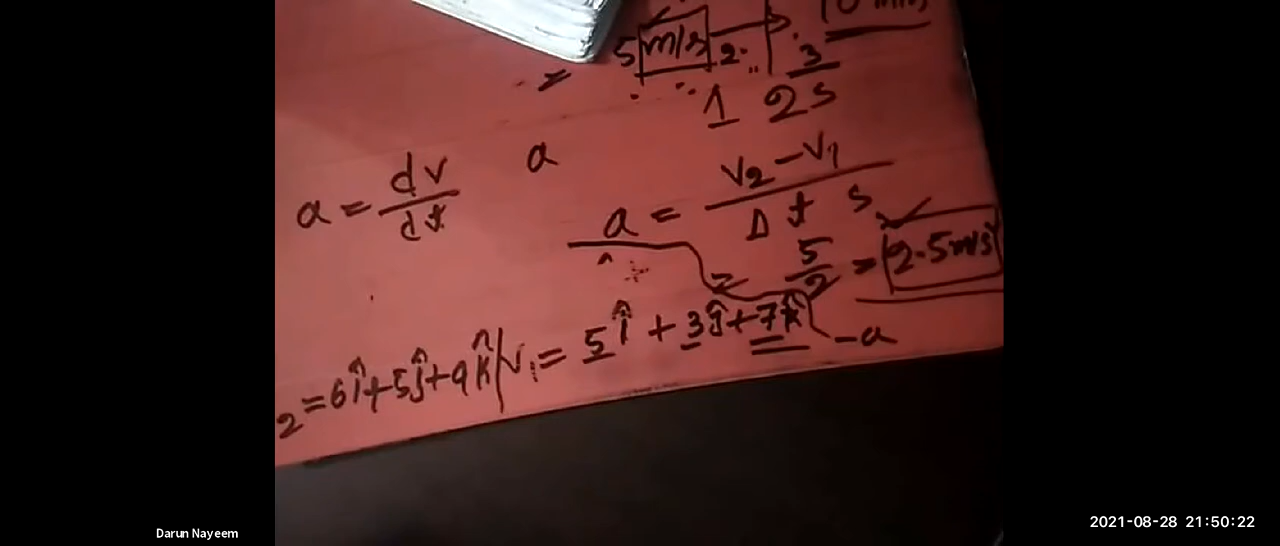 5 m/s 2 3
= 1 2s
a = dv/dt a
a = V2 - V1 / Δt s
= 5/2 = 2.5 m/s
2 = 6î + 5ĵ + 9k̂ / V1 = 5î + 3ĵ + 7k̂ - a
Darun Nayeem
2021-08-28 21:50:22